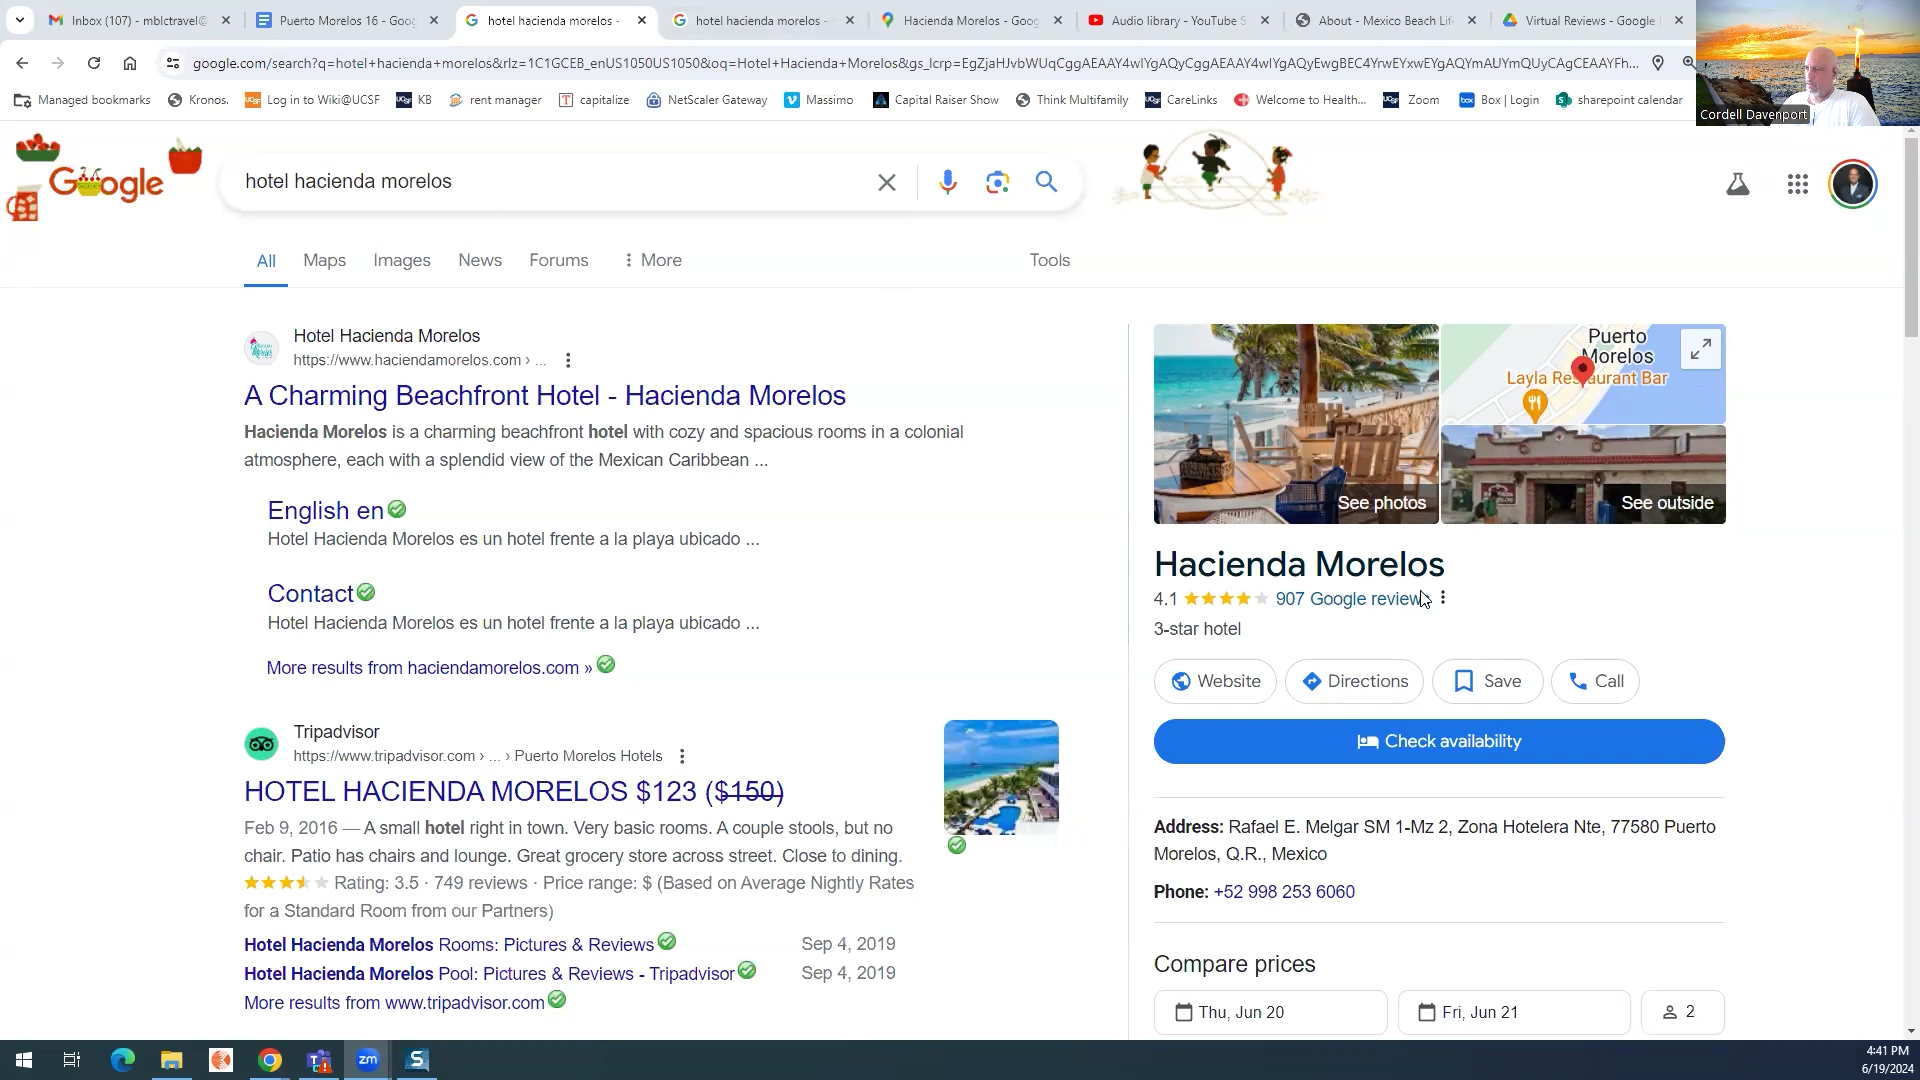 Inbox (107) - mblctravel@
Puerto Morelos 16 - Goog
hotel hacienda morelos -
hotel hacienda morelos -
Hacienda Morelos - Goog
Audio library - YouTube S
About - Mexico Beach Lif
Virtual Reviews - Google
google.com/search?q=hotel+hacienda+morelos&rlz=1C1GCEB_enUS1050US1050&oq=Hotel+Hacienda+Morelos&gs_lcrp=EgZjaHJvbWUqCggAEAAY4wIYgAQyCggAEAAY4wIYgAQyEwgBEC4YrwEYxwEYgAQYmAUYmQUyCAgCEAAYFh...
Managed bookmarks
Kronos.
Log in to Wiki@UCSF
KB
rent manager
capitalize
NetScaler Gateway
Massimo
Capital Raiser Show
Think Multifamily
CareLinks
Welcome to Health...
Zoom
Box | Login
sharepoint calendar
Cordell Davenport
Google
hotel hacienda morelos
All
Maps
Images
News
Forums
More
Tools
Hotel Hacienda Morelos
https://www.haciendamorelos.com › ...
A Charming Beachfront Hotel - Hacienda Morelos
Hacienda Morelos is a charming beachfront hotel with cozy and spacious rooms in a colonial
atmosphere, each with a splendid view of the Mexican Caribbean ...
English en
Hotel Hacienda Morelos es un hotel frente a la playa ubicado ...
Contact
Hotel Hacienda Morelos es un hotel frente a la playa ubicado ...
More results from haciendamorelos.com »
Tripadvisor
https://www.tripadvisor.com › ... › Puerto Morelos Hotels
HOTEL HACIENDA MORELOS $123 ($150)
Feb 9, 2016 — A small hotel right in town. Very basic rooms. A couple stools, but no
chair. Patio has chairs and lounge. Great grocery store across street. Close to dining.
Rating: 3.5 · 749 reviews · Price range: $ (Based on Average Nightly Rates
for a Standard Room from our Partners)
Hotel Hacienda Morelos Rooms: Pictures & Reviews
Sep 4, 2019
Hotel Hacienda Morelos Pool: Pictures & Reviews - Tripadvisor
Sep 4, 2019
More results from www.tripadvisor.com
Puerto
Morelos
Layla Restaurant Bar
See photos
See outside
Hacienda Morelos
4.1
907 Google review
3-star hotel
Website
Directions
Save
Call
Check availability
Address: Rafael E. Melgar SM 1-Mz 2, Zona Hotelera Nte, 77580 Puerto
Morelos, Q.R., Mexico
Phone: +52 998 253 6060
Compare prices
Thu, Jun 20
Fri, Jun 21
2
zm
4:41 PM
6/19/2024